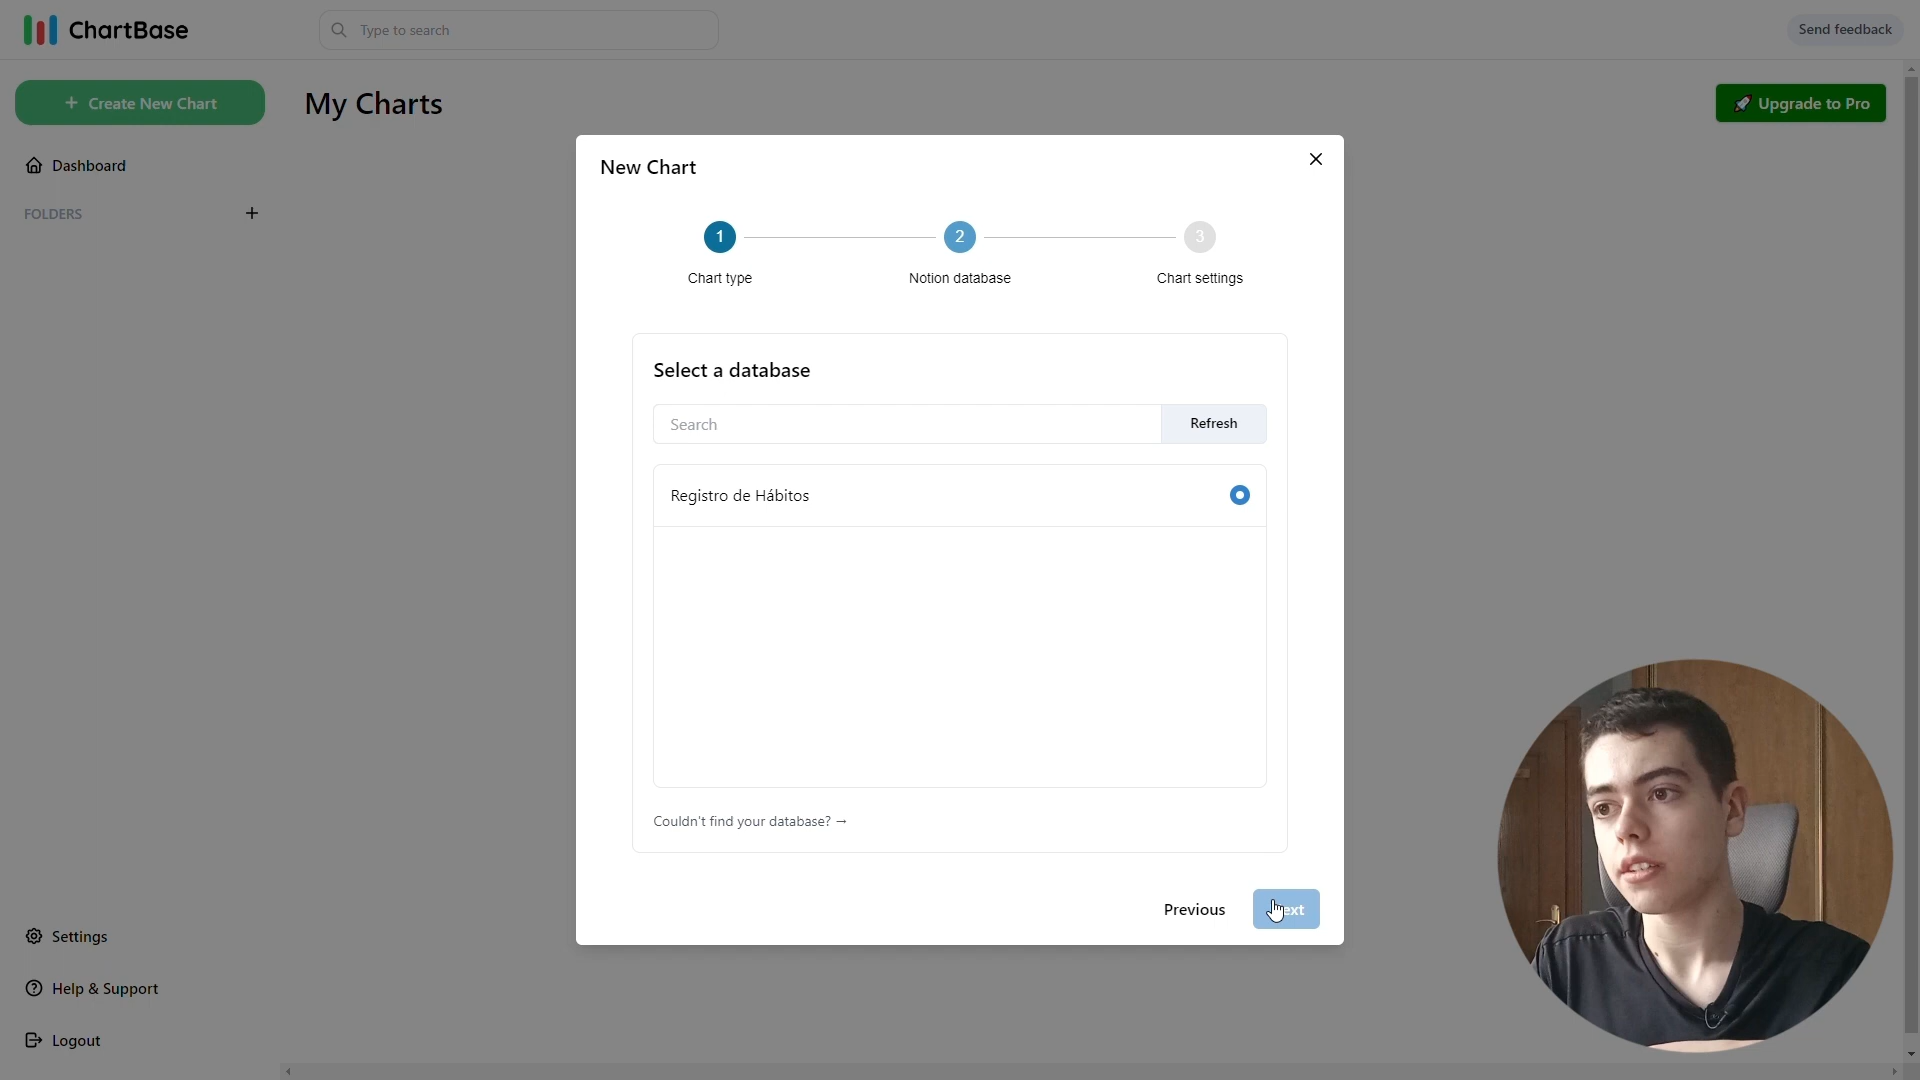 ChartBase
Type to search
Send feedback
+ Create New Chart
My Charts
Upgrade to Pro
Dashboard
FOLDERS
New Chart
1
2
3
Chart type
Notion database
Chart settings
Select a database
Search
Refresh
Registro de Hábitos
Couldn't find your database? →
Previous
ext
Settings
Help & Support
Logout